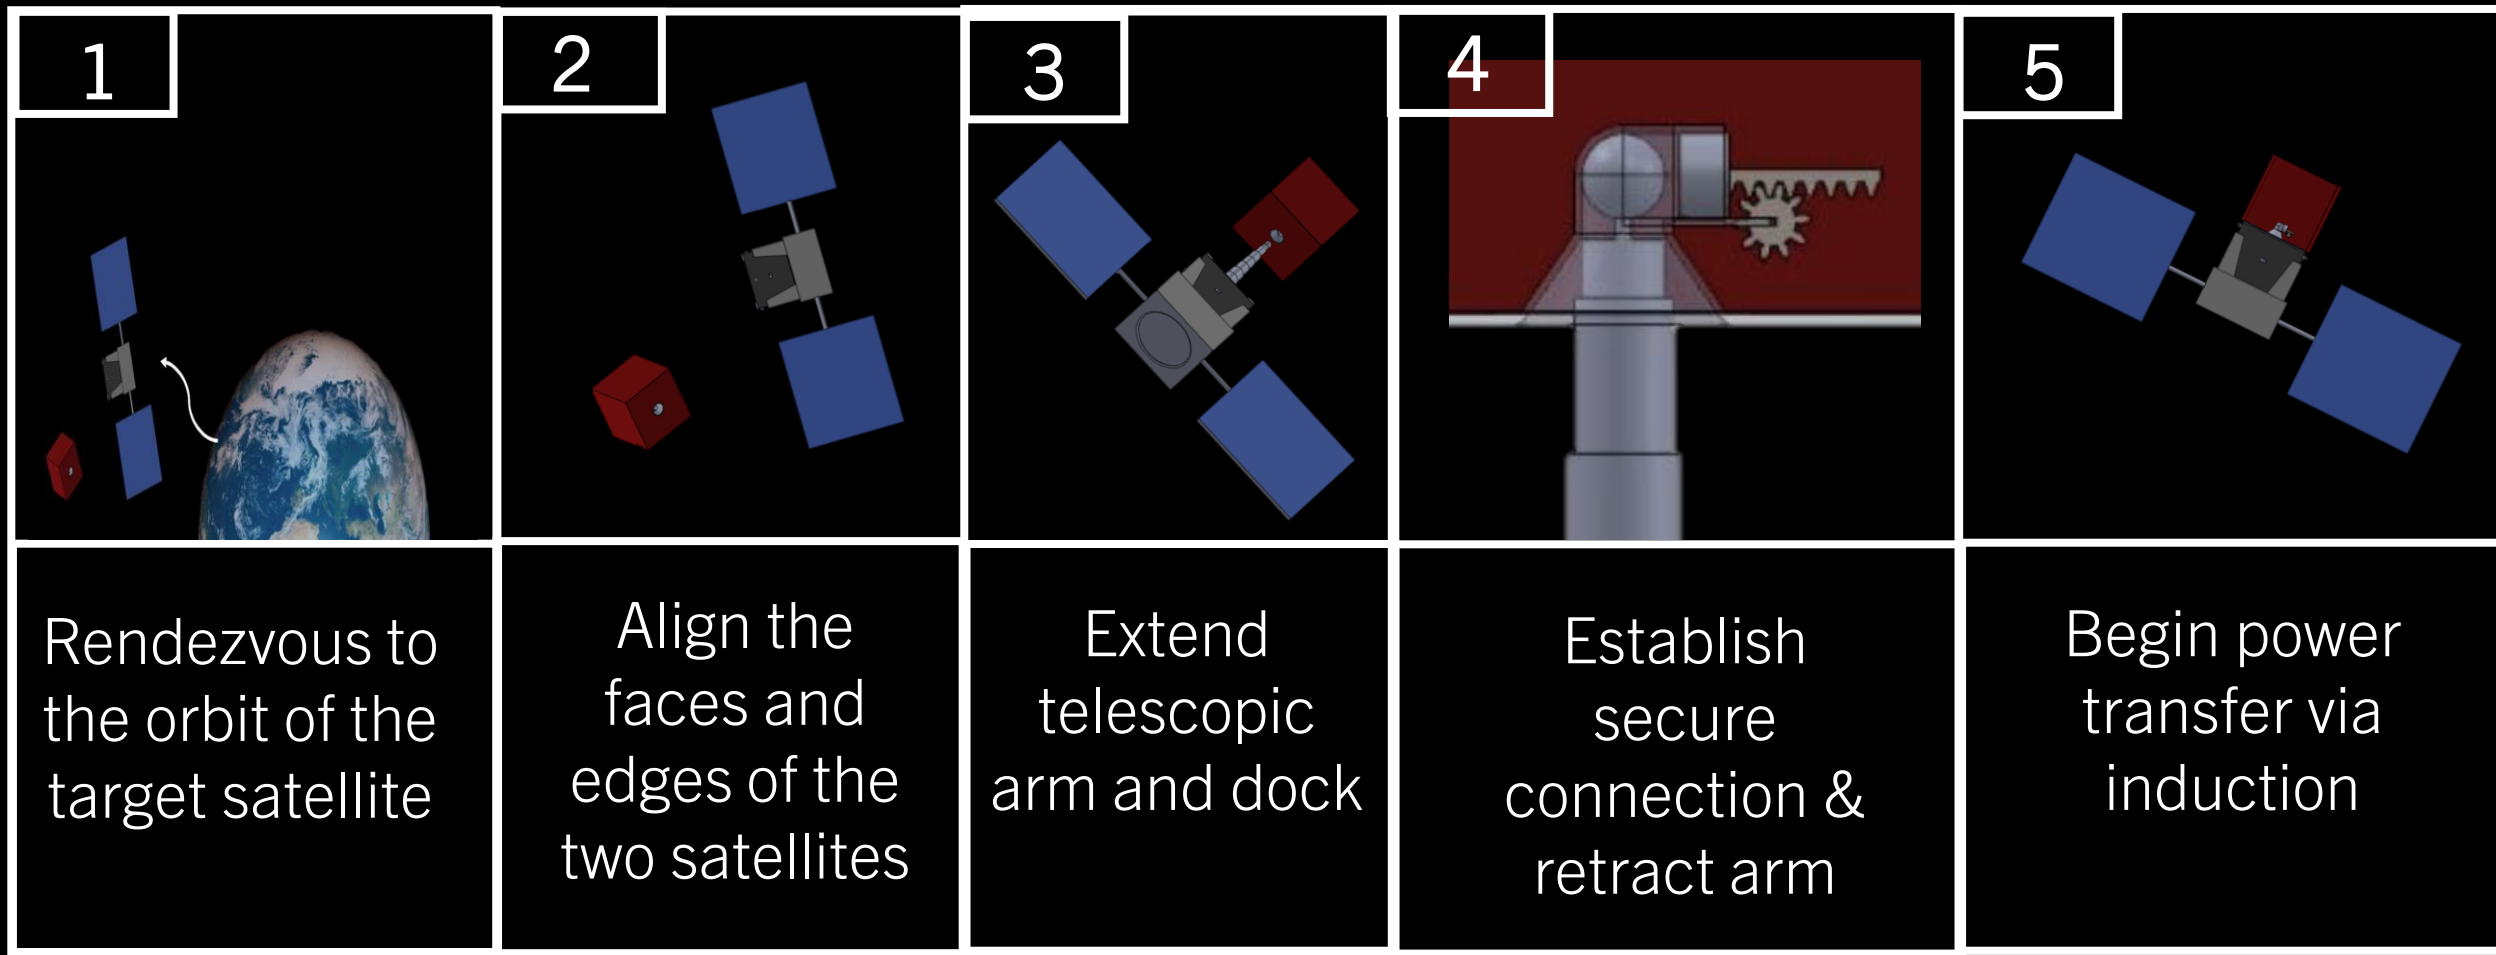 1
2
3
4
5
Rendezvous to
the orbit of the
target satellite
Align the
faces and
edges of the
two satellites
Extend
telescopic
arm and dock
Establish
secure
connection &
retract arm
Begin power
transfer via
induction